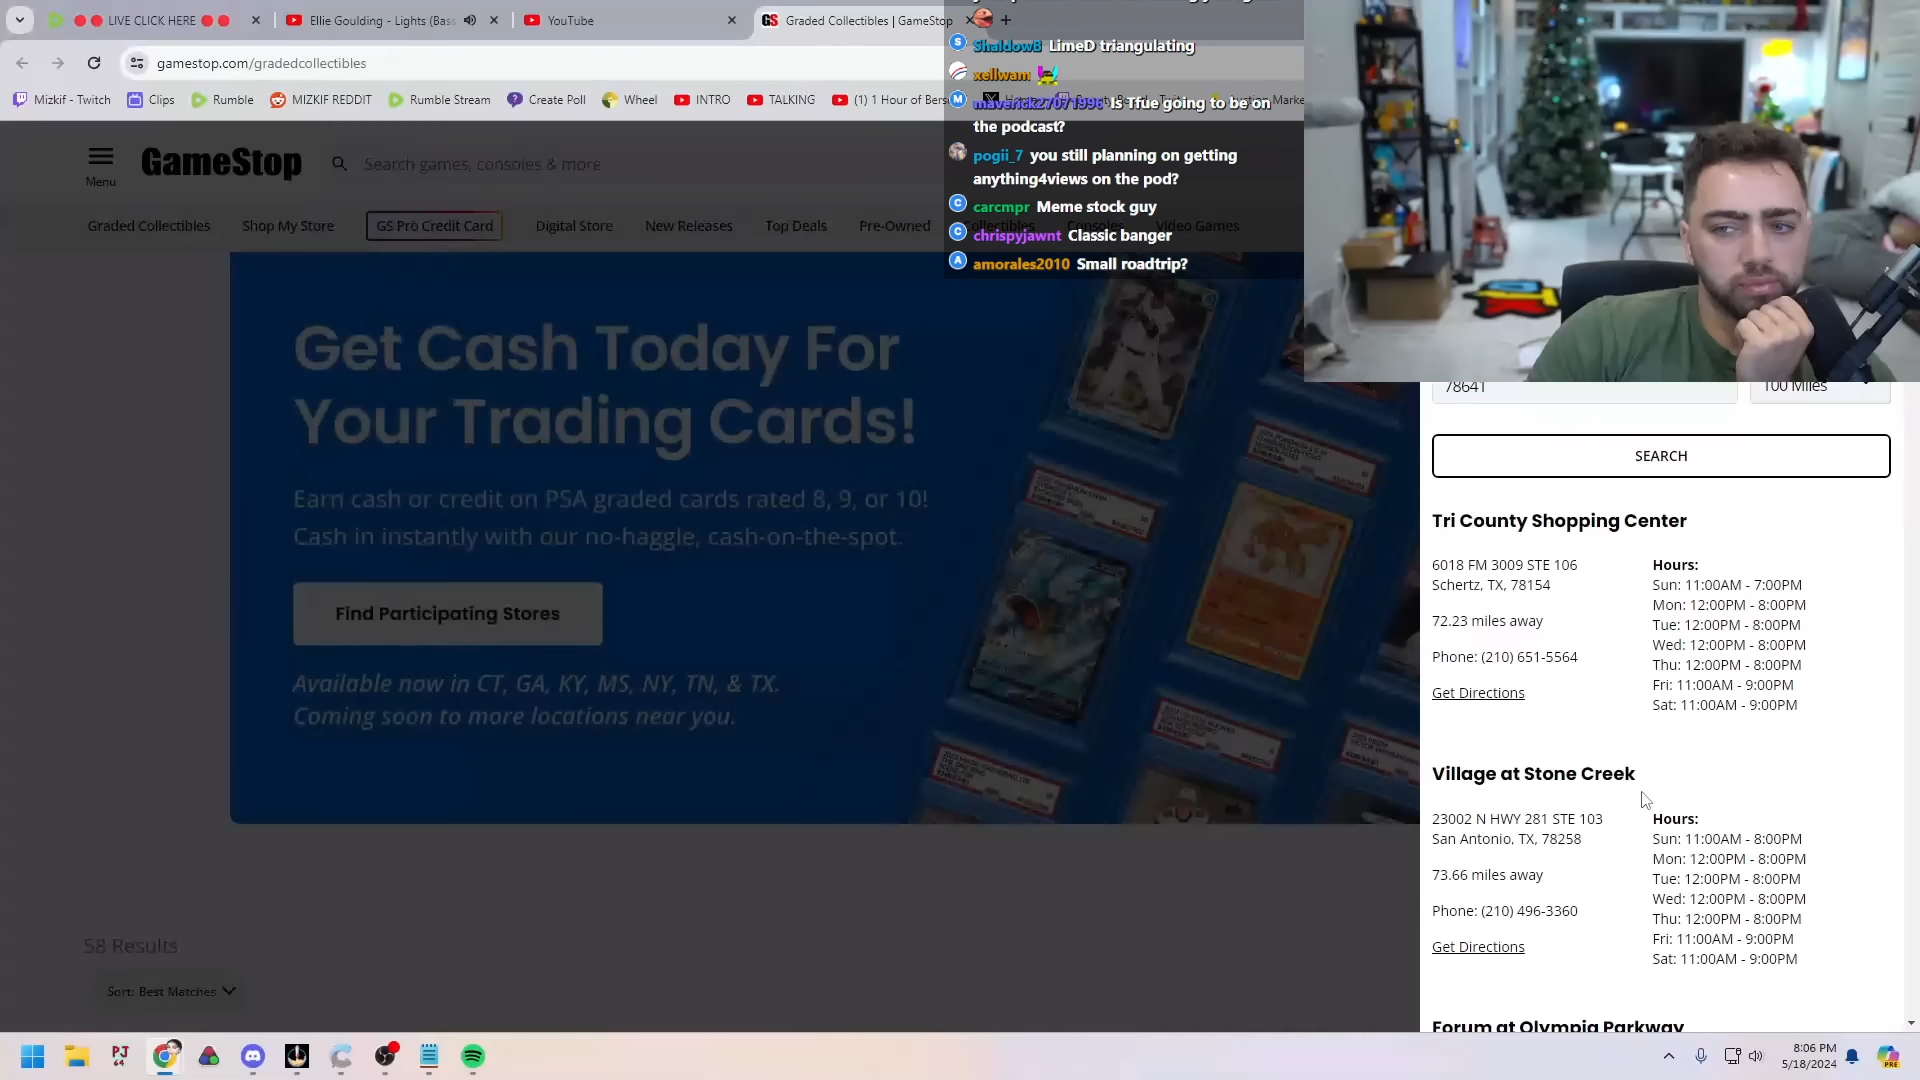 LIVE CLICK HERE
Ellie Goulding - Lights (Bas
YouTube
GS Graded Collectibles | GameStop
gamestop.com/gradedcollectibles
Mizkif - Twitch
Clips
Rumble
MIZKIF REDDIT
Rumble Stream
Create Poll
Wheel
INTRO
TALKING
(1) 1 Hour of Bers
ShaldowB LimeD triangulating
xellwam
maverick27071996 Is Tfue going to be on
the podcast?
pogii_7 you still planning on getting
anything4views on the pod?
carcmpr Meme stock guy
chrispyjawnt Classic banger
amorales2010 Small roadtrip?
Menu
GameStop
Search games, consoles & more
Graded Collectibles
Shop My Store
GS Pro Credit Card
Digital Store
New Releases
Top Deals
Pre-Owned
Collectibles
Consoles
Video Games
Get Cash Today For
Your Trading Cards!
Earn cash or credit on PSA graded cards rated 8, 9, or 10!
Cash in instantly with our no-haggle, cash-on-the-spot.
Find Participating Stores
Available now in CT, GA, KY, MS, NY, TN, & TX.
Coming soon to more locations near you.
58 Results
Sort: Best Matches
78641
100 Miles
SEARCH
Tri County Shopping Center
6018 FM 3009 STE 106
Schertz, TX, 78154
72.23 miles away
Phone: (210) 651-5564
Get Directions
Hours:
Sun: 11:00AM - 7:00PM
Mon: 12:00PM - 8:00PM
Tue: 12:00PM - 8:00PM
Wed: 12:00PM - 8:00PM
Thu: 12:00PM - 8:00PM
Fri: 11:00AM - 9:00PM
Sat: 11:00AM - 9:00PM
Village at Stone Creek
23002 N HWY 281 STE 103
San Antonio, TX, 78258
73.66 miles away
Phone: (210) 496-3360
Get Directions
Hours:
Sun: 11:00AM - 8:00PM
Mon: 12:00PM - 8:00PM
Tue: 12:00PM - 8:00PM
Wed: 12:00PM - 8:00PM
Thu: 12:00PM - 8:00PM
Fri: 11:00AM - 9:00PM
Sat: 11:00AM - 9:00PM
Forum at Olympia Parkway
PJ
64
8:06 PM
5/18/2024
PRE